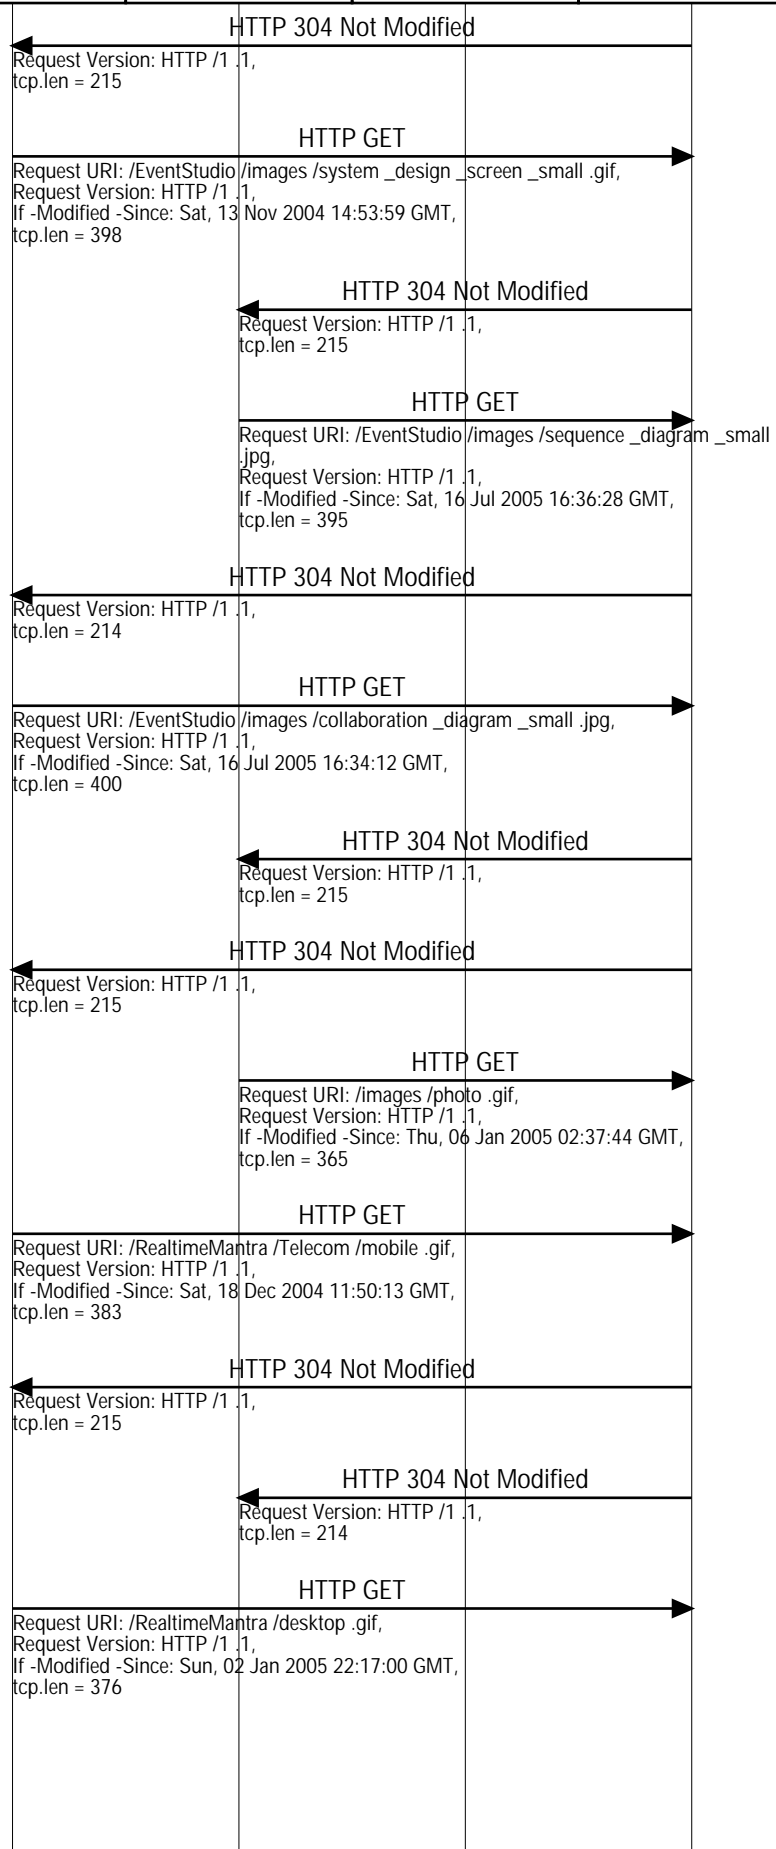 HTTP 304 Not Modified
Request Version: HTTP /1 .1,
tcp.len = 215
HTTP GET
Request URI: /EventStudio /images /system _design _screen _small .gif,
Request Version: HTTP /1 .1,
If -Modified -Since: Sat, 13 Nov 2004 14:53:59 GMT,
tcp.len = 398
HTTP 304 Not Modified
Request Version: HTTP /1 .1,
tcp.len = 215
HTTP GET
Request URI: /EventStudio /images /sequence _diagram _small
.jpg,
Request Version: HTTP /1 .1,
If -Modified -Since: Sat, 16 Jul 2005 16:36:28 GMT,
tcp.len = 395
HTTP 304 Not Modified
Request Version: HTTP /1 .1,
tcp.len = 214
HTTP GET
Request URI: /EventStudio /images /collaboration _diagram _small .jpg,
Request Version: HTTP /1 .1,
If -Modified -Since: Sat, 16 Jul 2005 16:34:12 GMT,
tcp.len = 400
HTTP 304 Not Modified
Request Version: HTTP /1 .1,
tcp.len = 215
HTTP 304 Not Modified
Request Version: HTTP /1 .1,
tcp.len = 215
HTTP GET
Request URI: /images /photo .gif,
Request Version: HTTP /1 .1,
If -Modified -Since: Thu, 06 Jan 2005 02:37:44 GMT,
tcp.len = 365
HTTP GET
Request URI: /RealtimeMantra /Telecom /mobile .gif,
Request Version: HTTP /1 .1,
If -Modified -Since: Sat, 18 Dec 2004 11:50:13 GMT,
tcp.len = 383
HTTP 304 Not Modified
Request Version: HTTP /1 .1,
tcp.len = 215
HTTP 304 Not Modified
Request Version: HTTP /1 .1,
tcp.len = 214
HTTP GET
Request URI: /RealtimeMantra /desktop .gif,
Request Version: HTTP /1 .1,
If -Modified -Since: Sun, 02 Jan 2005 22:17:00 GMT,
tcp.len = 376